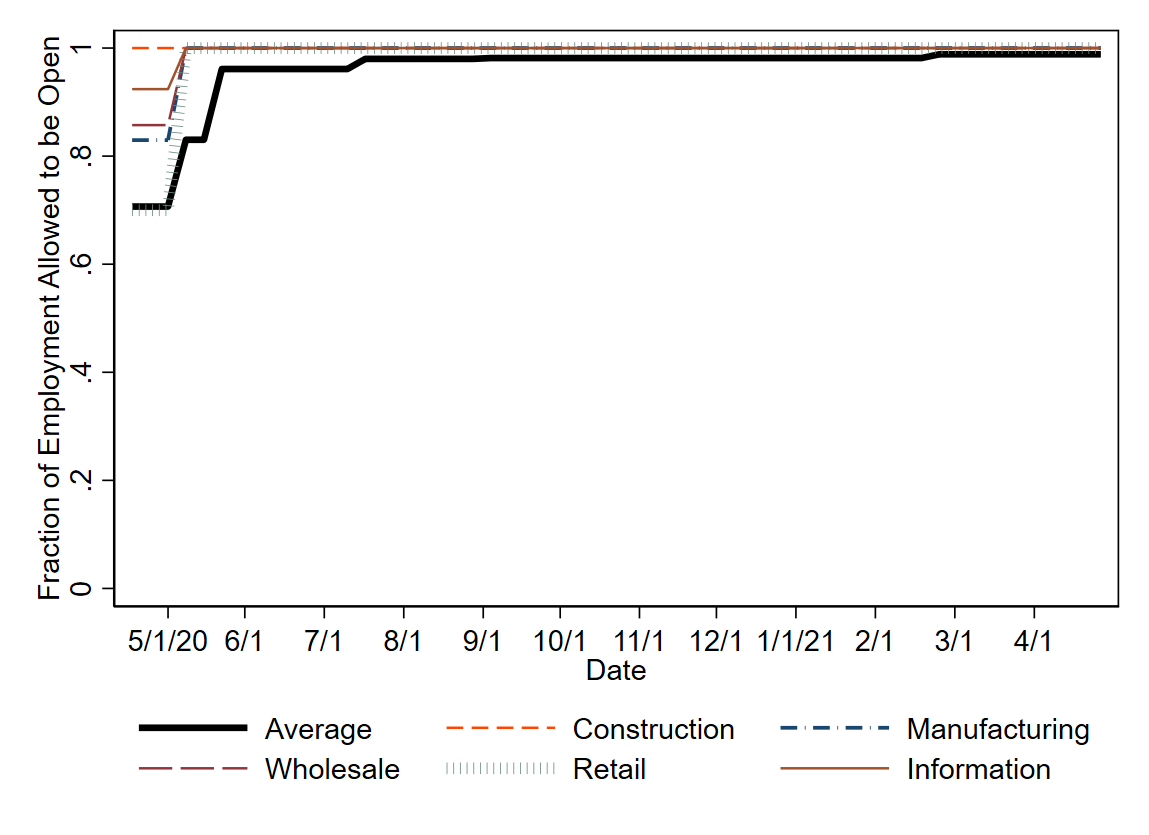 Fraction of Employment Allowed to be Open
1
.8
.6
.4
.2
0
5/1/20 6/1 7/1 8/1 9/1 10/1 11/1 12/1 1/1/21 2/1 3/1 4/1
Date
Average Construction Manufacturing
Wholesale Retail Information